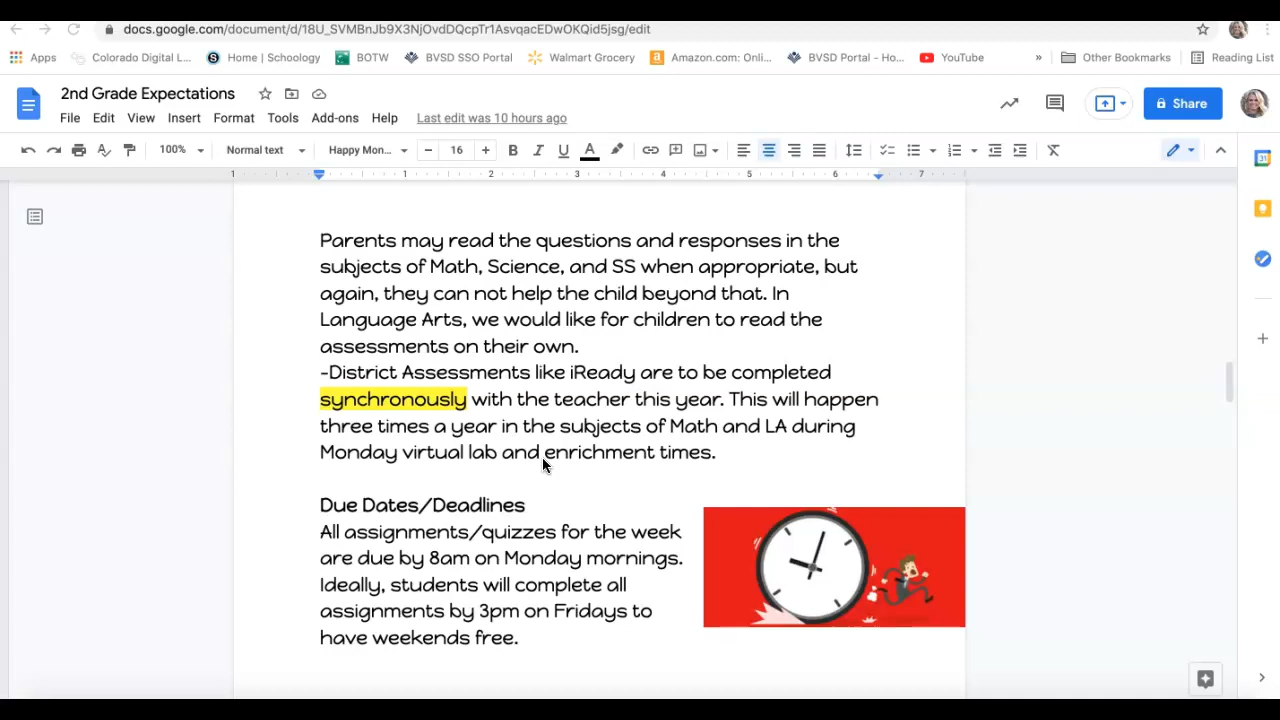 docs.google.com/document/d/18U_SVMBnJb9X3NjOvdDQcpTr1AsvqacEDwOKQid5jsg/edit
Apps Colorado Digital L... Home | Schoology BOTW BVSD SSO Portal Walmart Grocery Amazon.com: Onli... BVSD Portal - Ho... YouTube » Other Bookmarks Reading List
2nd Grade Expectations
Share
File Edit View Insert Format Tools Add-ons Help Last edit was 10 hours ago
100% Normal text Happy Mon... − 16 + B I U A
1 1 2 3 4 5 6 7
Parents may read the questions and responses in the
subjects of Math, Science, and SS when appropriate, but
again, they can not help the child beyond that. In
Language Arts, we would like for children to read the
assessments on their own.
-District Assessments like iReady are to be completed
synchronously with the teacher this year. This will happen
three times a year in the subjects of Math and LA during
Monday virtual lab and enrichment times.
Due Dates/Deadlines
All assignments/quizzes for the week
are due by 8am on Monday mornings.
Ideally, students will complete all
assignments by 3pm on Fridays to
have weekends free.